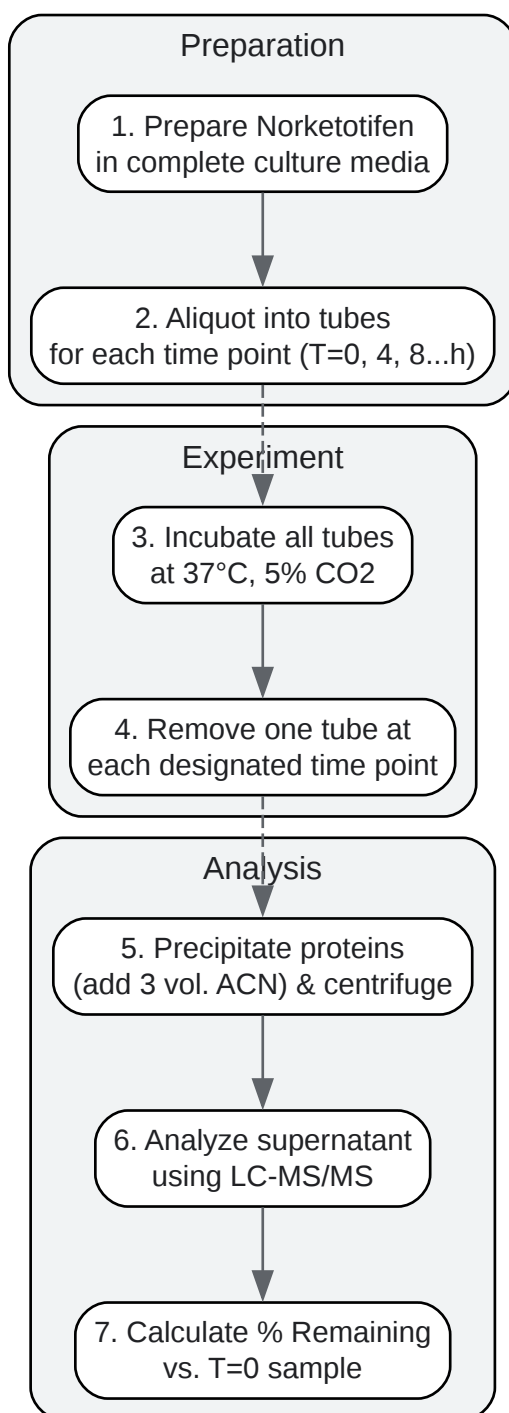 Preparation
1. Prepare Norketotifen
in complete culture media
2. Aliquot into tubes
for each time point (T=0, 4, 8...h)
Experiment
3. Incubate all tubes
at 37°C, 5% CO2
4. Remove one tube at
each designated time point
Analysis
5. Precipitate proteins
(add 3 vol. ACN) & centrifuge
6. Analyze supernatant
using LC-MS/MS
7. Calculate % Remaining
vs. T=0 sample